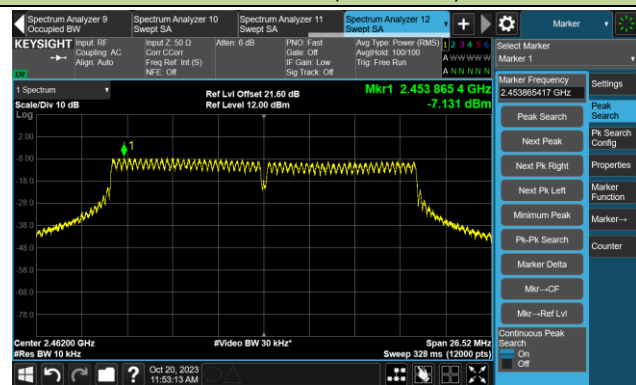 Spectrum Analyzer 9
Occupied BW
Spectrum Analyzer 10
Swept SA
Spectrum Analyzer 11
Swept SA
Spectrum Analyzer 12
Swept SA
Marker
KEYSIGHT
Input: RF
Coupling: AC
Align: Auto
Input Z: 50 Ω
Corr CCorr
Freq Ref: Int (S)
NFE: Off
Atten: 6 dB
PNO: Fast
Gate: Off
IF Gain: Low
Sig Track: Off
Avg Type: Power (RMS)
Avg|Hold: 100/100
Trig: Free Run
1 2 3 4 5 6
A W W W W W
A N N N N N
Select Marker
Marker 1
1 Spectrum
Scale/Div 10 dB
Log
Ref Lvl Offset 21.60 dB
Ref Level 12.00 dBm
Mkr1 2.453 865 4 GHz
-7.131 dBm
1
2.00
-8.00
-18.0
-28.0
-38.0
-48.0
-58.0
-68.0
-78.0
Center 2.46200 GHz
#Res BW 10 kHz
#Video BW 30 kHz*
Span 26.52 MHz
Sweep 328 ms (12000 pts)
Marker Frequency
2.453865417 GHz
Peak Search
Next Peak
Next Pk Right
Next Pk Left
Minimum Peak
Pk-Pk Search
Marker Delta
Mkr→CF
Mkr→Ref Lvl
Continuous Peak
Search
On
Off
Settings
Peak
Search
Pk Search
Config
Properties
Marker
Function
Marker→
Counter
?
Oct 20, 2023
11:53:13 AM